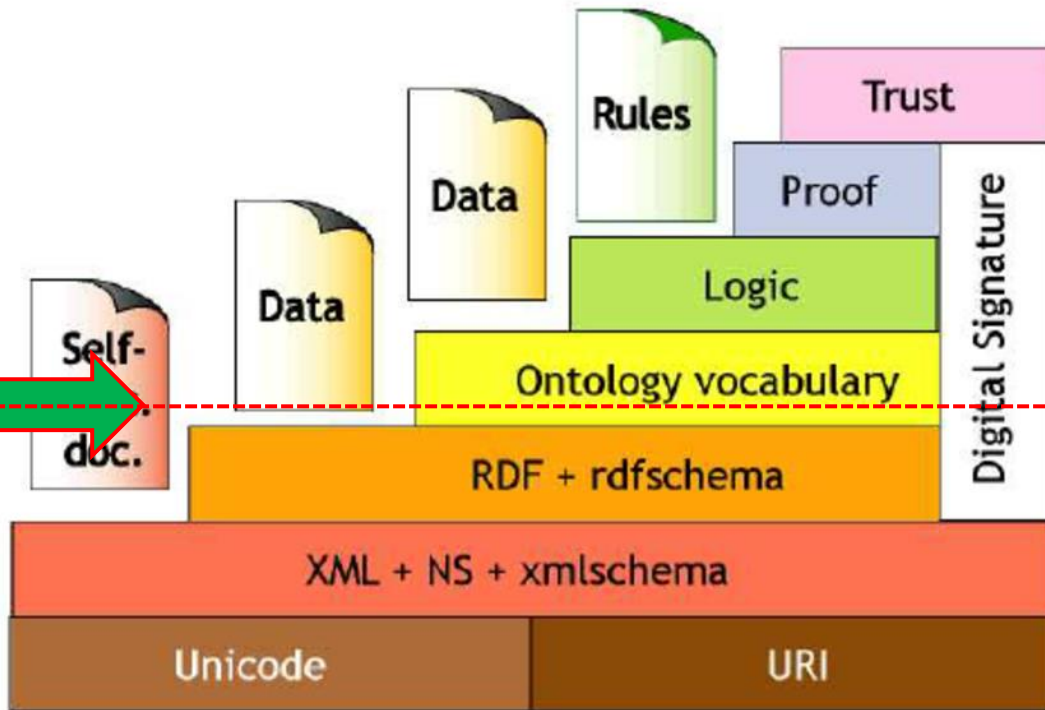 Rules
Trust
Data
Proof
Data
Logic
Digital Signature
Self-
doc.
Ontology vocabulary
RDF + rdfschema
XML + NS + xmlschema
Unicode
URI